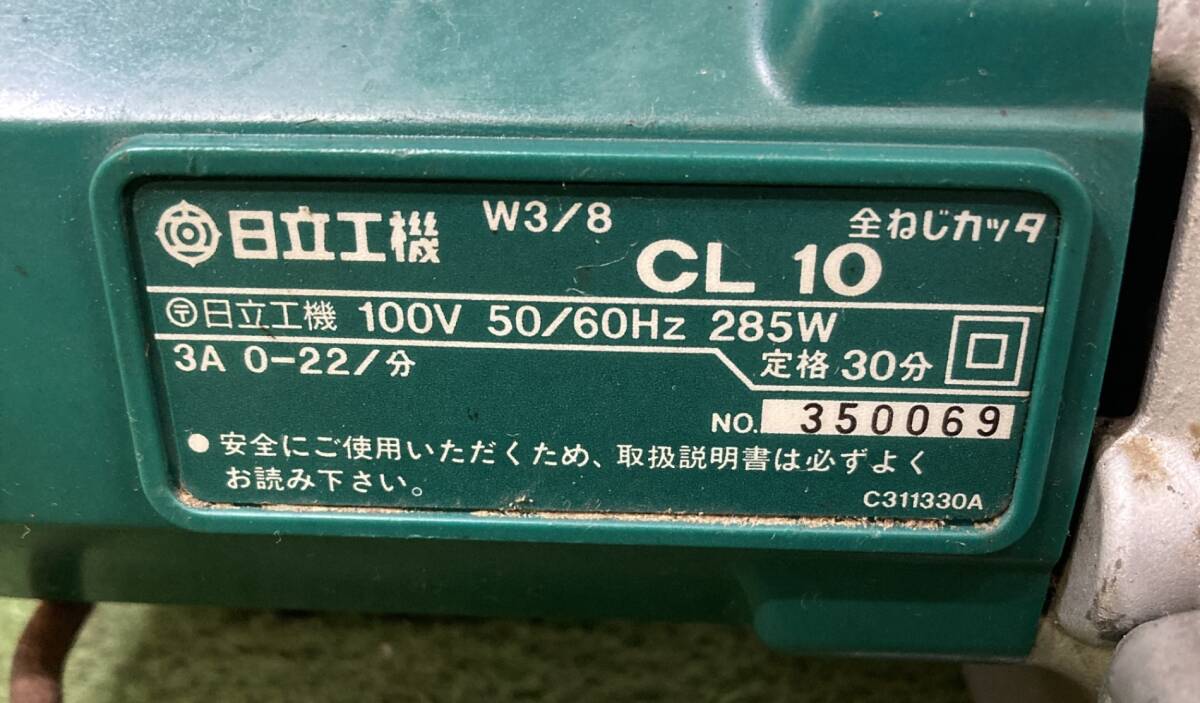 日立工機 W3/8 全ねじカッタ
CL 10
〒日立工機 100V 50/60Hz 285W
3A 0-22/分 定格 30分
NO. 350069
● 安全にご使用いただくため、取扱説明書は必ずよく
お読み下さい。
C311330A